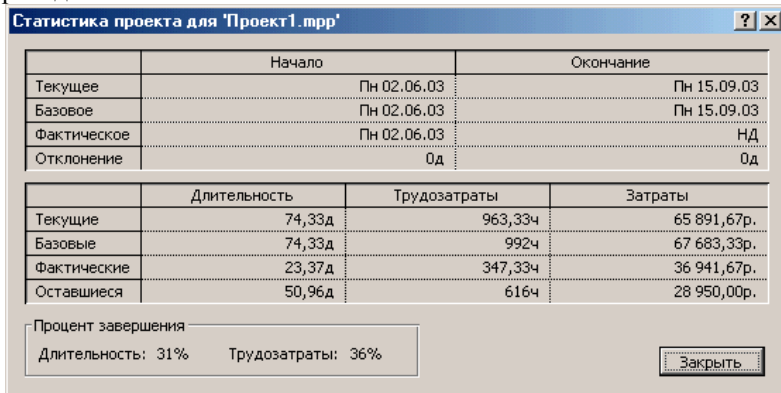 Статистика проекта для 'Проект1.mpp'
Начало Окончание
Текущее Пн 02.06.03 Пн 15.09.03
Базовое Пн 02.06.03 Пн 15.09.03
Фактическое Пн 02.06.03 НД
Отклонение 0д 0д
Длительность Трудозатраты Затраты
Текущие 74,33д 963,33ч 65 891,67р.
Базовые 74,33д 992ч 67 683,33р.
Фактические 23,37д 347,33ч 36 941,67р.
Оставшиеся 50,96д 616ч 28 950,00р.
Процент завершения
Длительность: 31% Трудозатраты: 36%
Закрыть